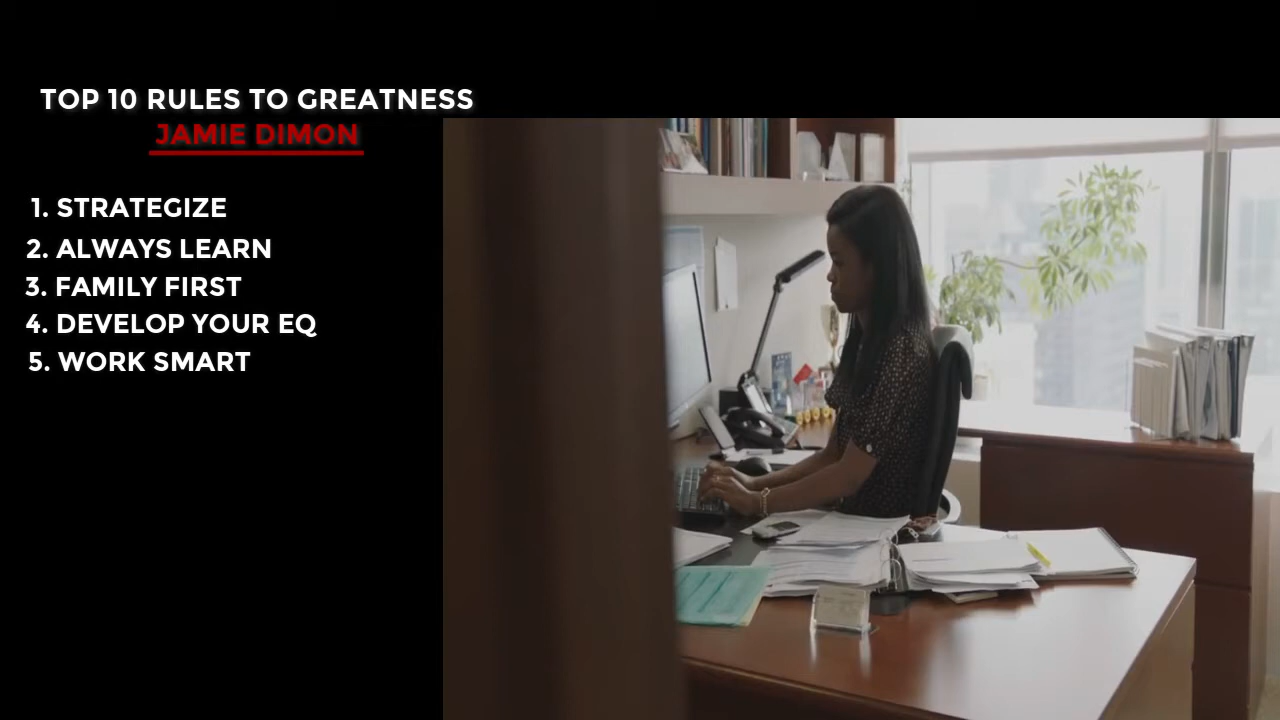 TOP 10 RULES TO GREATNESS
JAMIE DIMON
1. STRATEGIZE
2. ALWAYS LEARN
3. FAMILY FIRST
4. DEVELOP YOUR EQ
5. WORK SMART